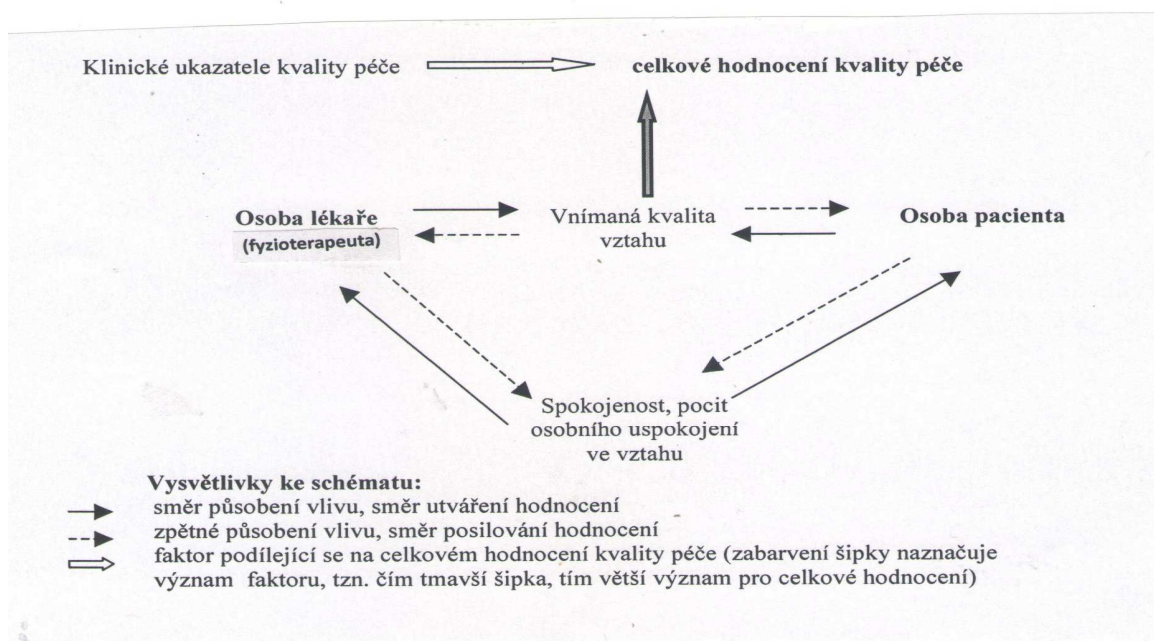 Klinické ukazatele kvality péče
celkové hodnocení kvality péče
Osoba lékaře
(fyzioterapeuta)
Vnímaná kvalita
vztahu
Osoba pacienta
Spokojenost, pocit
osobního uspokojení
ve vztahu
Vysvětlivky ke schématu:
směr působení vlivu, směr utváření hodnocení
zpětné působení vlivu, směr posilování hodnocení
faktor podílející se na celkovém hodnocení kvality péče (zabarvení šipky naznačuje
význam faktoru, tzn. čím tmavší šipka, tím větší význam pro celkové hodnocení)